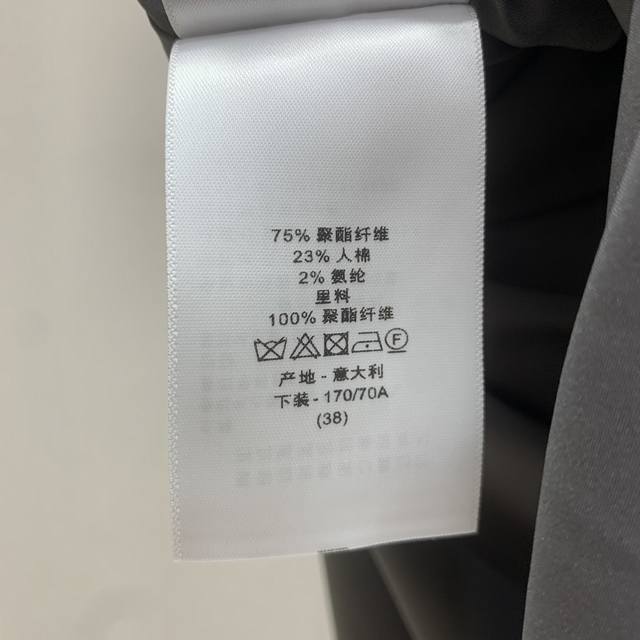 75% 聚酯纤维
23% 人棉
2% 氨纶
里料
100% 聚酯纤维
F
产地 - 意大利
下装 - 170/70A
(38)